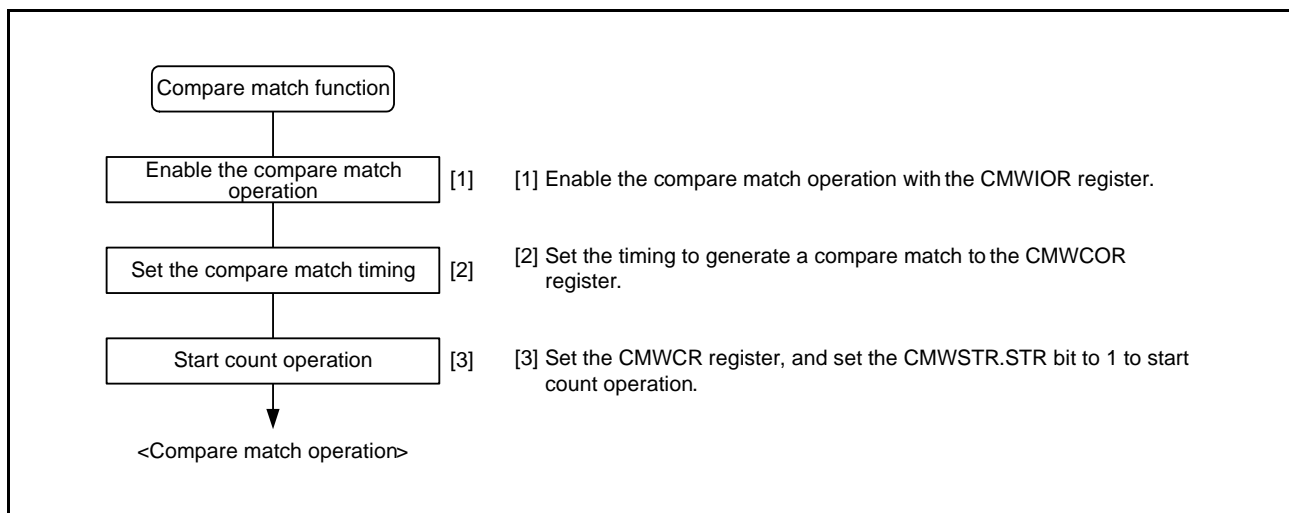 Compare match function
Enable the compare match
operation
[1]
[1] Enable the compare match operation with the CMWIOR register.
Set the compare match timing
[2]
[2] Set the timing to generate a compare match to the CMWCOR
register.
Start count operation
[3]
[3] Set the CMWCR register, and set the CMWSTR.STR bit to 1 to start
count operation.
<Compare match operation>